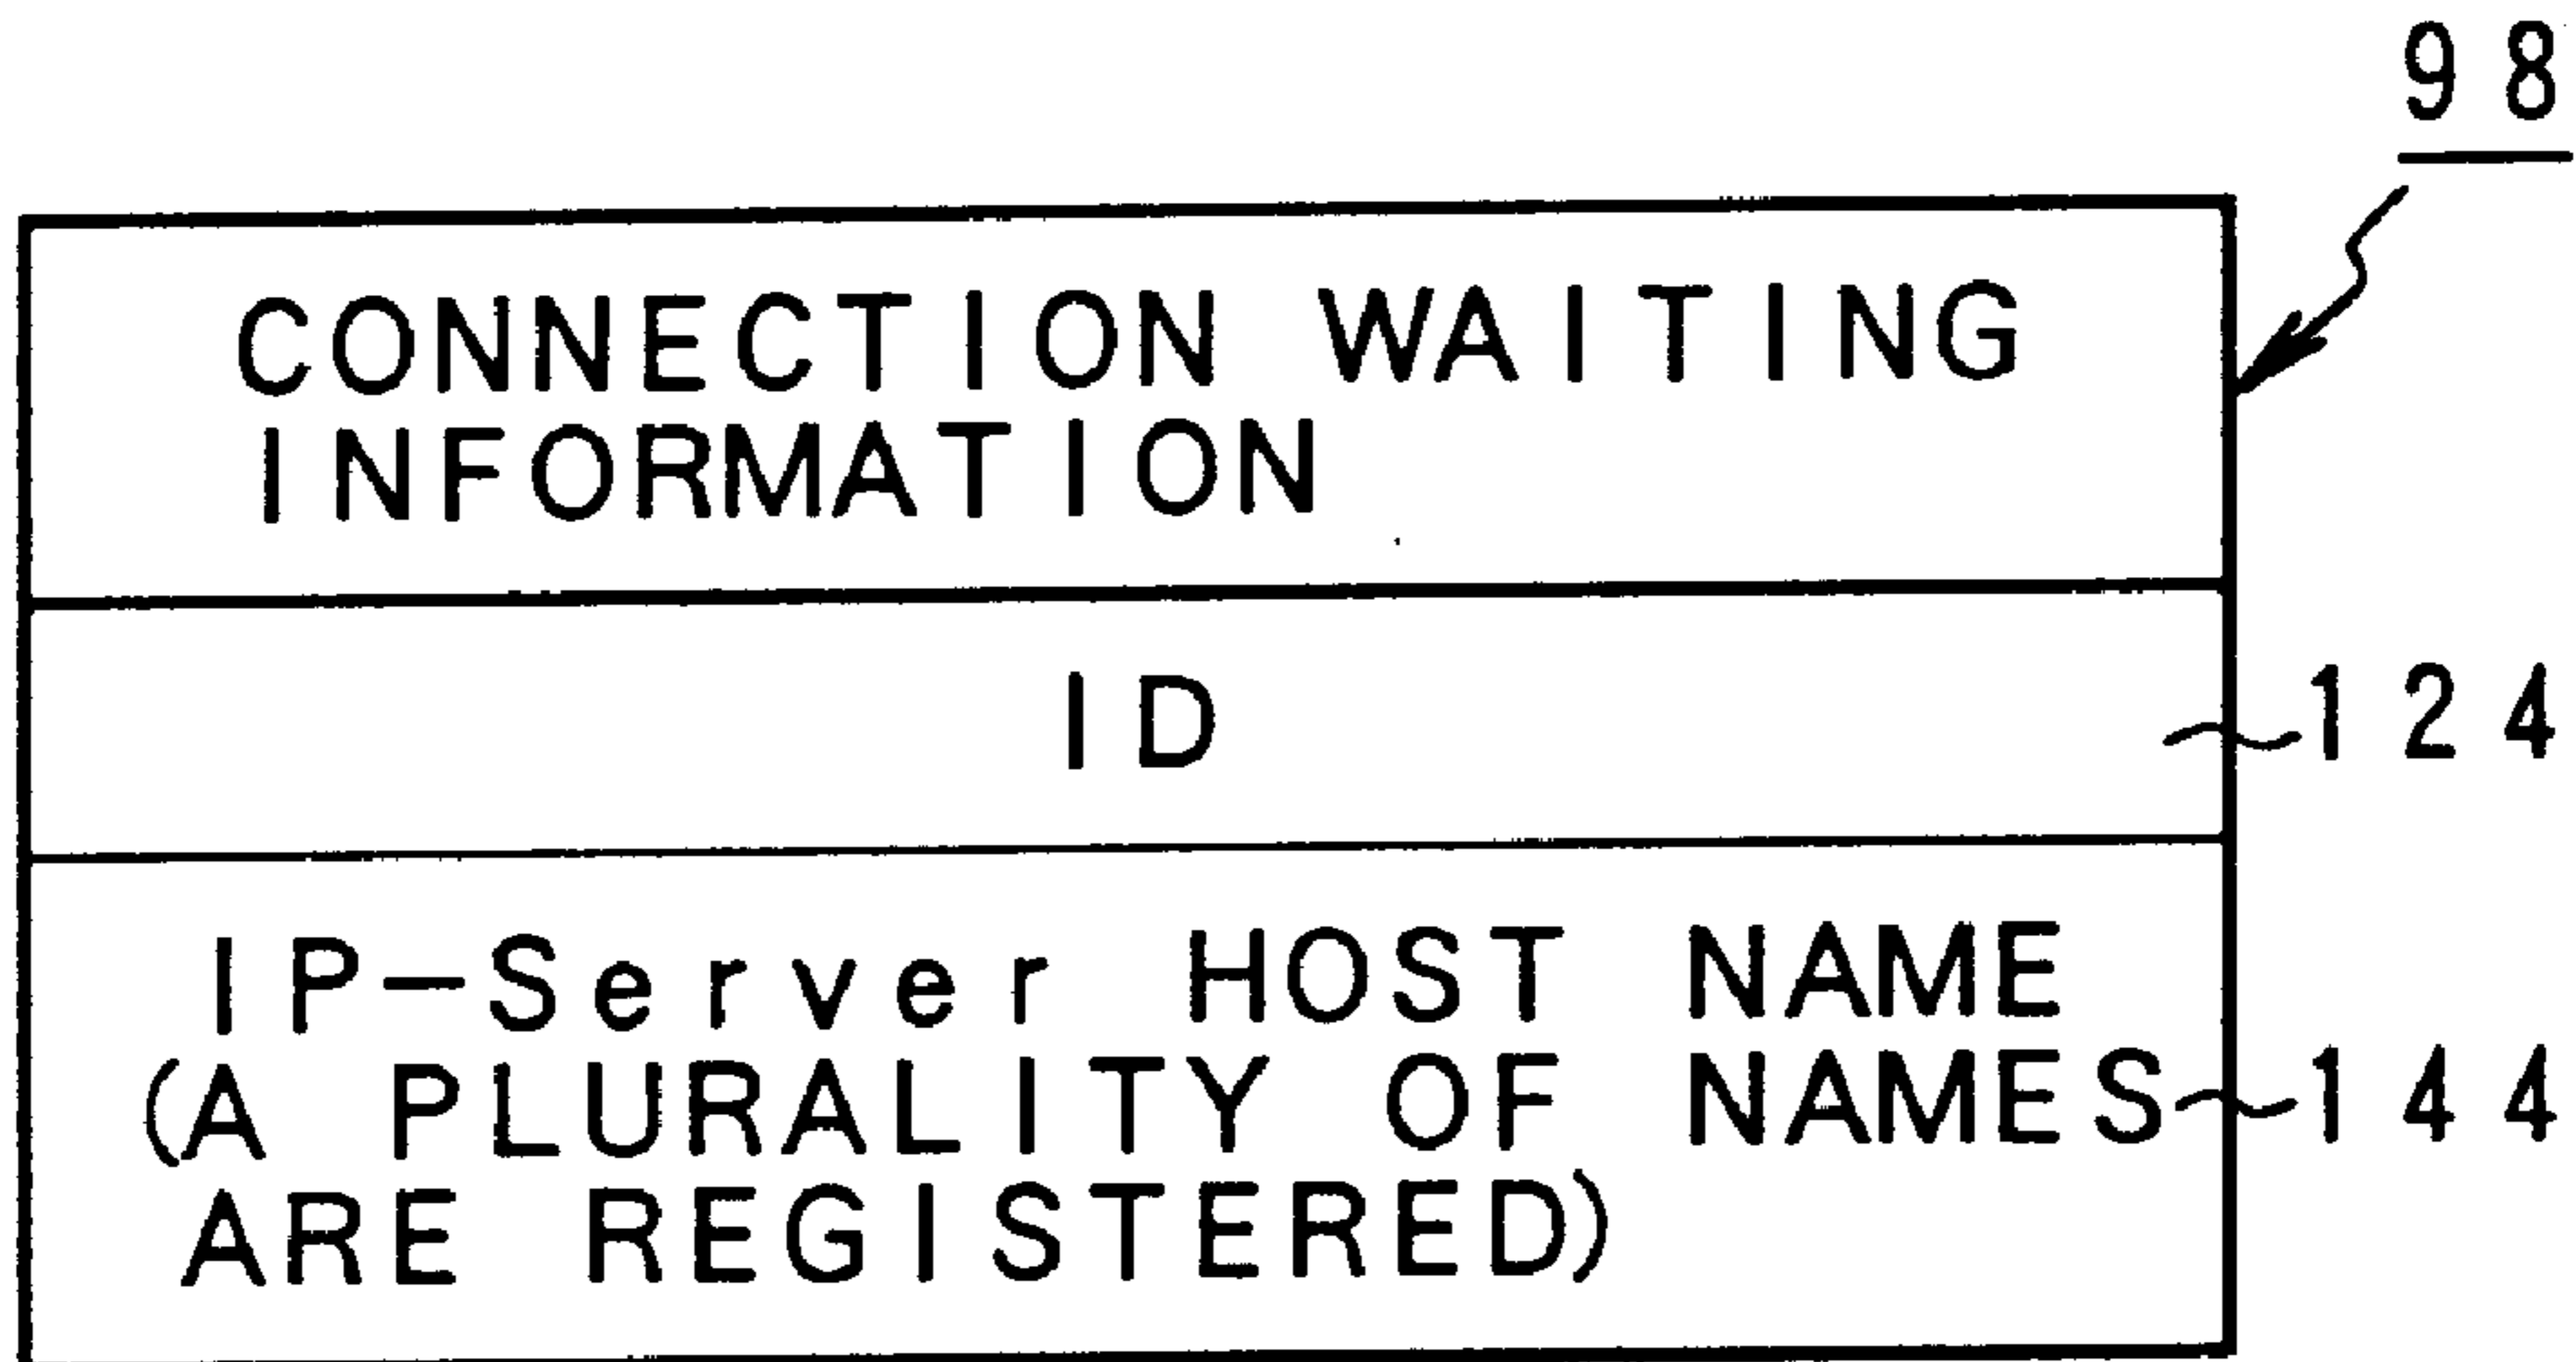 98
CONNECTION WAITING
INFORMATION
ID
124
IP-Server HOST NAME
(A PLURALITY OF NAMES
144
ARE REGISTERED)